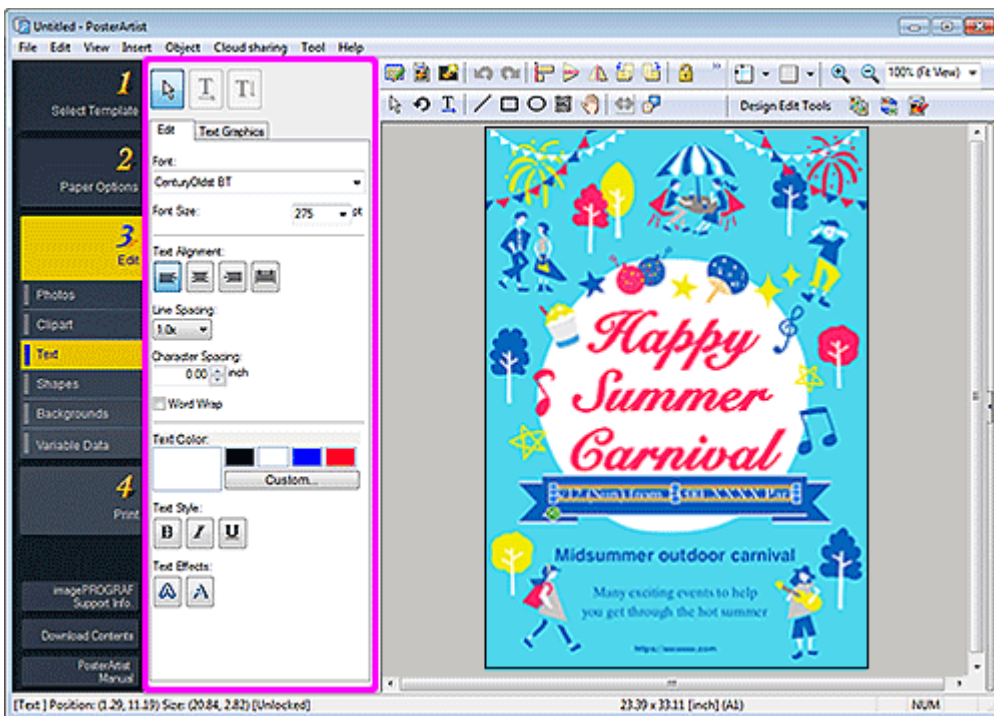 Untitled - PosterArtist
File Edit View Insert Object Cloud sharing Tool Help
1
Select Template
2
Paper Options
3
Edit
Photos
Clipart
Text
Shapes
Backgrounds
Variable Data
4
Print
imagePROGRAF
Support Info.
Download Contents
PosterArtist
Manual
Edit Text Graphics
Font:
CenturyOldst BT
Font Size: 275 pt
Text Alignment:
Line Spacing:
1.0x
Character Spacing:
0.00 inch
Word Wrap
Text Color:
Custom...
Text Style:
B I U
Text Effects:
100% (Fit View)
Design Edit Tools
Happy
Summer
Carnival
(Sun) from XXXX
Midsummer outdoor carnival
Many exciting events to help
you get through the hot summer
[Text ] Position: (1.29, 11.19) Size: (20.84, 2.82) [Unlocked] 23.39 x 33.11 [inch] (A1) NUM